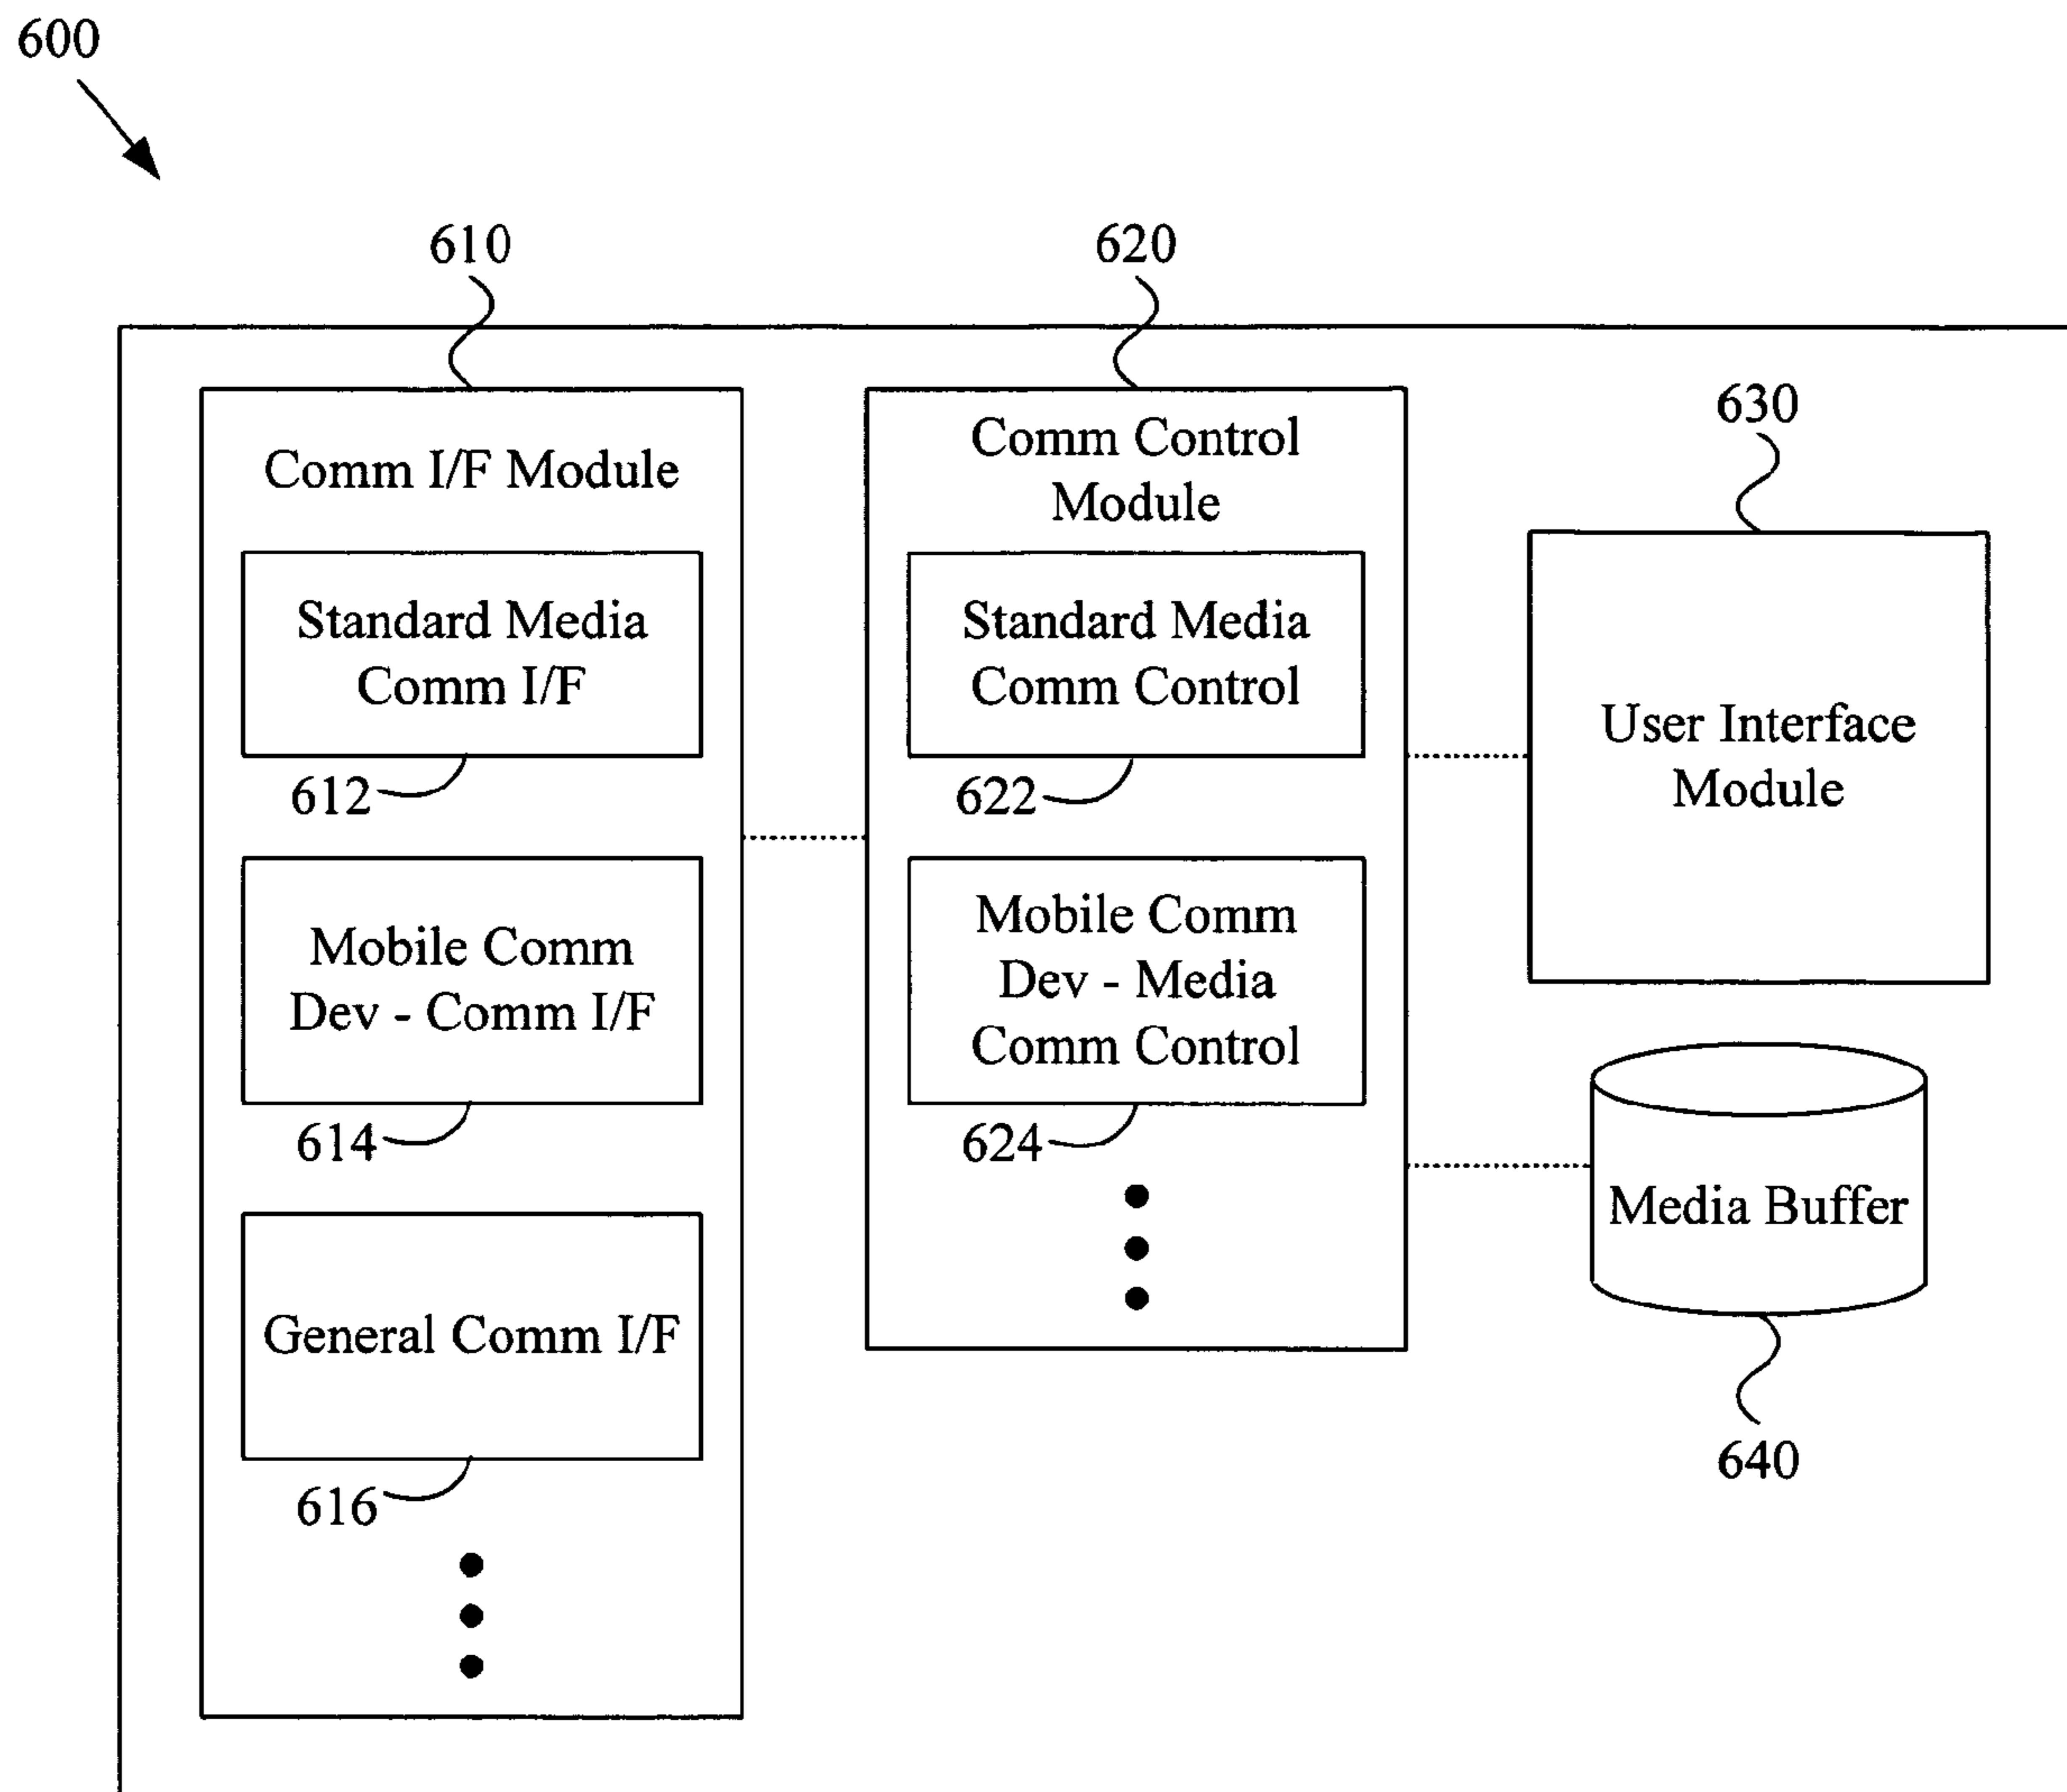 600
610
620
630
Comm I/F Module
Standard Media
Comm I/F
612
Mobile Comm
Dev - Comm I/F
614
General Comm I/F
616
Comm Control
Module
Standard Media
Comm Control
622
Mobile Comm
Dev - Media
Comm Control
624
User Interface
Module
Media Buffer
640